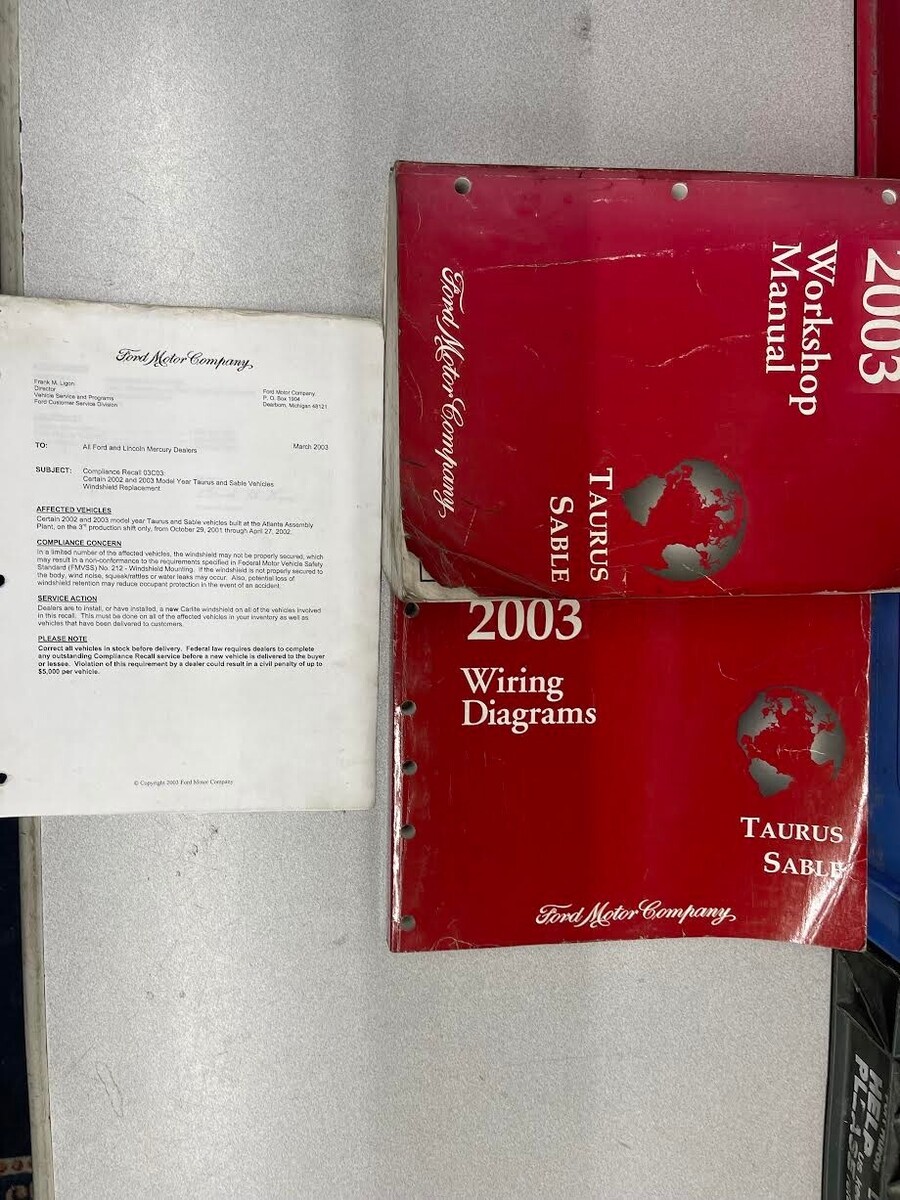 Ford Motor Company,
Frank M. Ligon
Director
Vehicle Service and Programs
Ford Customer Service Division
Ford Motor Company
P. O. Box 1904
Dearborn, Michigan 48121
TO: All Ford and Lincoln Mercury Dealers March 2003
SUBJECT: Compliance Recall 03C03:
Certain 2002 and 2003 Model Year Taurus and Sable Vehicles
Windshield Replacement
AFFECTED VEHICLES
Certain 2002 and 2003 model year Taurus and Sable vehicles built at the Atlanta Assembly
Plant, on the 3rd production shift only, from October 29, 2001 through April 27, 2002.
COMPLIANCE CONCERN
In a limited number of the affected vehicles, the windshield may not be properly secured, which
may result in a non-conformance to the requirements specified in Federal Motor Vehicle Safety
Standard (FMVSS) No. 212 - Windshield Mounting. If the windshield is not properly secured to
the body, wind noise, squeak/rattles or water leaks may occur. Also, potential loss of
windshield retention may reduce occupant protection in the event of an accident.
SERVICE ACTION
Dealers are to install, or have installed, a new Carlite windshield on all of the vehicles involved
in this recall. This must be done on all of the affected vehicles in your inventory as well as
vehicles that have been delivered to customers.
PLEASE NOTE
Correct all vehicles in stock before delivery. Federal law requires dealers to complete
any outstanding Compliance Recall service before a new vehicle is delivered to the buyer
or lessee. Violation of this requirement by a dealer could result in a civil penalty of up to
$5,000 per vehicle.
© Copyright 2003 Ford Motor Company
2003
Workshop
Manual
TAURUS
SABLE
Ford Motor Company,
2003
Wiring
Diagrams
TAURUS
SABLE
Ford Motor Company,
HELP